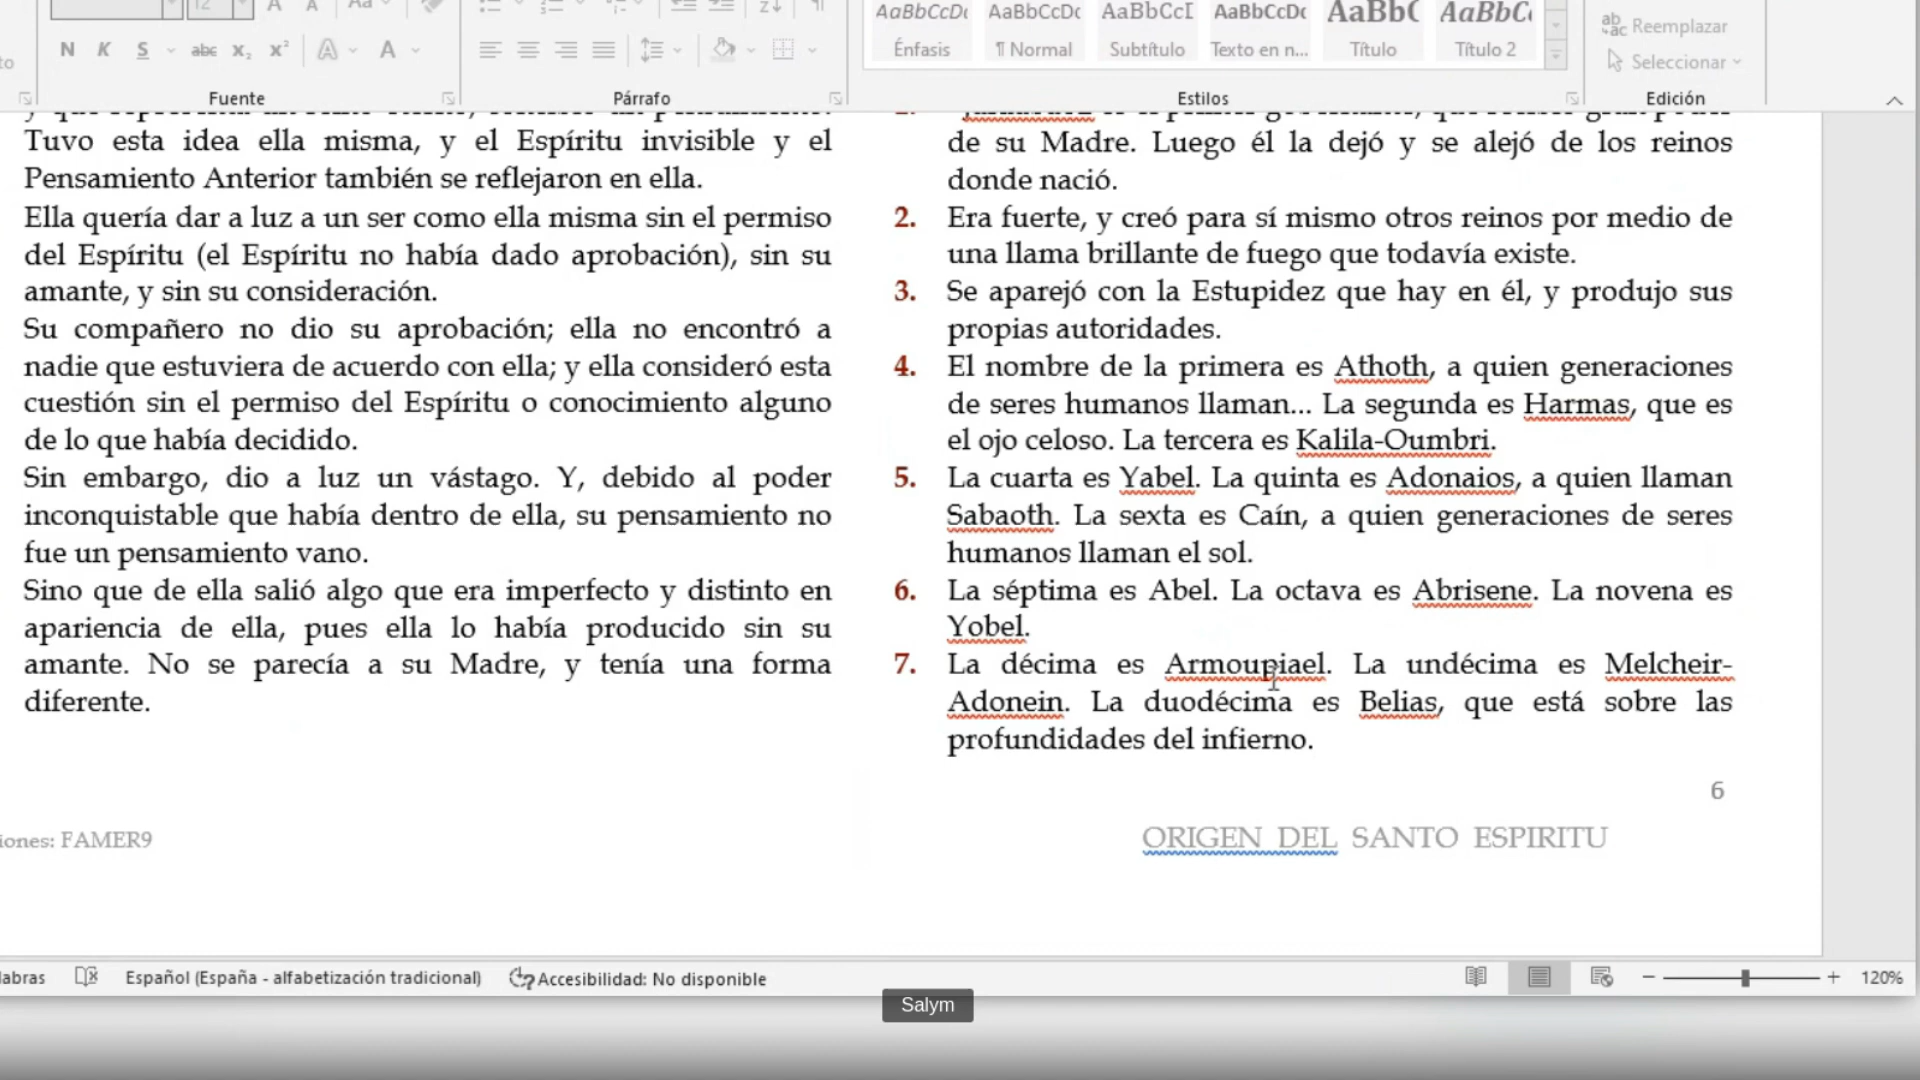 12
N K S abc x₂ x² A A
Fuente
Párrafo
AaBbCcDc AaBbCcDc AaBbCcI AaBbCcDc AaBbC AaBbC
Énfasis
¶ Normal
Subtítulo
Texto en n...
Título
Título 2
Estilos
Reemplazar
Seleccionar
Edición
Tuvo esta idea ella misma, y el Espíritu invisible y el
Pensamiento Anterior también se reflejaron en ella.
Ella quería dar a luz a un ser como ella misma sin el permiso
del Espíritu (el Espíritu no había dado aprobación), sin su
amante, y sin su consideración.
Su compañero no dio su aprobación; ella no encontró a
nadie que estuviera de acuerdo con ella; y ella consideró esta
cuestión sin el permiso del Espíritu o conocimiento alguno
de lo que había decidido.
Sin embargo, dio a luz un vástago. Y, debido al poder
inconquistable que había dentro de ella, su pensamiento no
fue un pensamiento vano.
Sino que de ella salió algo que era imperfecto y distinto en
apariencia de ella, pues ella lo había producido sin su
amante. No se parecía a su Madre, y tenía una forma
diferente.
de su Madre. Luego él la dejó y se alejó de los reinos
donde nació.
2. Era fuerte, y creó para sí mismo otros reinos por medio de
una llama brillante de fuego que todavía existe.
3. Se aparejó con la Estupidez que hay en él, y produjo sus
propias autoridades.
4. El nombre de la primera es Athoth, a quien generaciones
de seres humanos llaman... La segunda es Harmas, que es
el ojo celoso. La tercera es Kalila-Oumbri.
5. La cuarta es Yabel. La quinta es Adonaios, a quien llaman
Sabaoth. La sexta es Caín, a quien generaciones de seres
humanos llaman el sol.
6. La séptima es Abel. La octava es Abrisene. La novena es
Yobel.
7. La décima es Armoupiael. La undécima es Melcheir-
Adonein. La duodécima es Belias, que está sobre las
profundidades del infierno.
6
iones: FAMER9
ORIGEN DEL SANTO ESPIRITU
labras
Español (España - alfabetización tradicional)
Accesibilidad: No disponible
120%
Salym